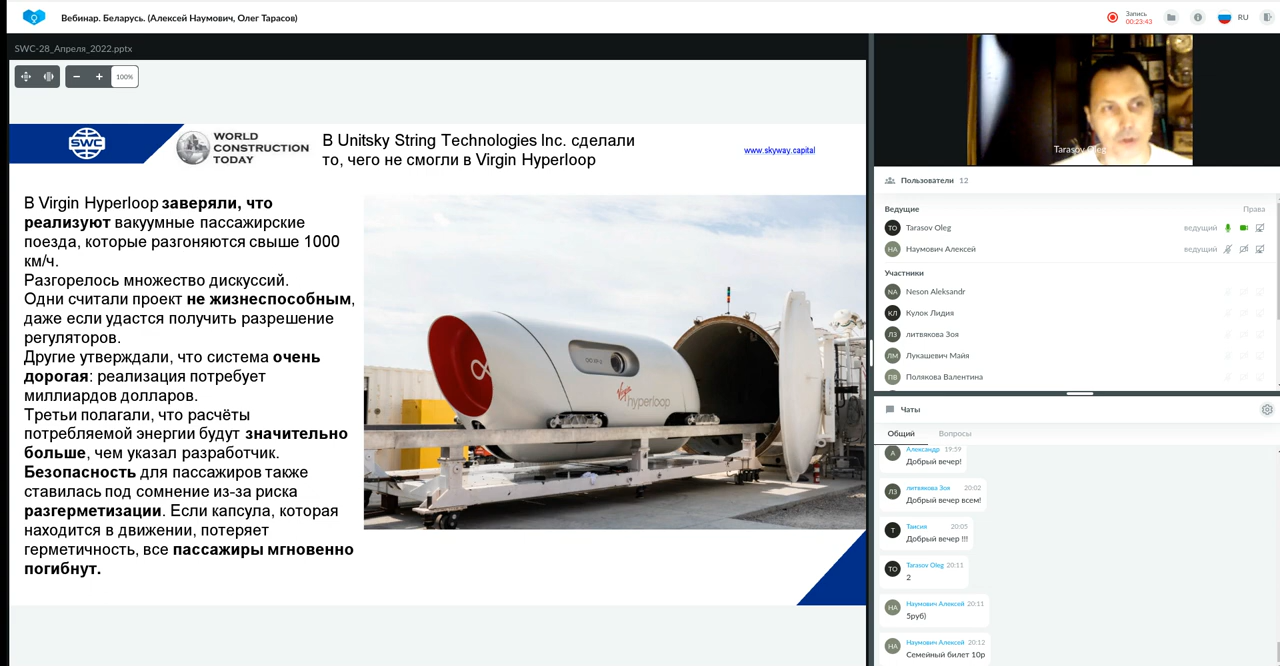 Вебинар. Беларусь. (Алексей Наумович, Олег Тарасов)
Запись
00:23:43
RU
SWC-28_Апреля_2022.pptx
100%
SWC
WORLD
CONSTRUCTION
TODAY
В Unitsky String Technologies Inc. сделали
то, чего не смогли в Virgin Hyperloop
www.skyway.capital
В Virgin Hyperloop заверяли, что
реализуют вакуумные пассажирские
поезда, которые разгоняются свыше 1000
км/ч.
Разгорелось множество дискуссий.
Одни считали проект не жизнеспособным,
даже если удастся получить разрешение
регуляторов.
Другие утверждали, что система очень
дорогая: реализация потребует
миллиардов долларов.
Третьи полагали, что расчёты
потребляемой энергии будут значительно
больше, чем указал разработчик.
Безопасность для пассажиров также
ставилась под сомнение из-за риска
разгерметизации. Если капсула, которая
находится в движении, потеряет
герметичность, все пассажиры мгновенно
погибнут.
Virgin
hyperloop
Tarasov Oleg
Пользователи 12
Ведущие Права
TO Tarasov Oleg ведущий
НА Наумович Алексей ведущий
Участники
NA Neson Aleksandr
КЛ Кулок Лидия
ЛЗ литвякова Зоя
ЛМ Лукашевич Майя
ПВ Полякова Валентина
Чаты
Общий Вопросы
А Александр 19:59
Добрый вечер!
ЛЗ литвякова Зоя 20:02
Добрый вечер всем!
Т Таисия 20:05
Добрый вечер !!!
TO Tarasov Oleg 20:11
2
НА Наумович Алексей 20:11
5руб)
НА Наумович Алексей 20:12
Семейный билет 10р